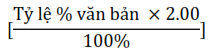 [Tỷ lệ % văn bản × 2.00
100%]